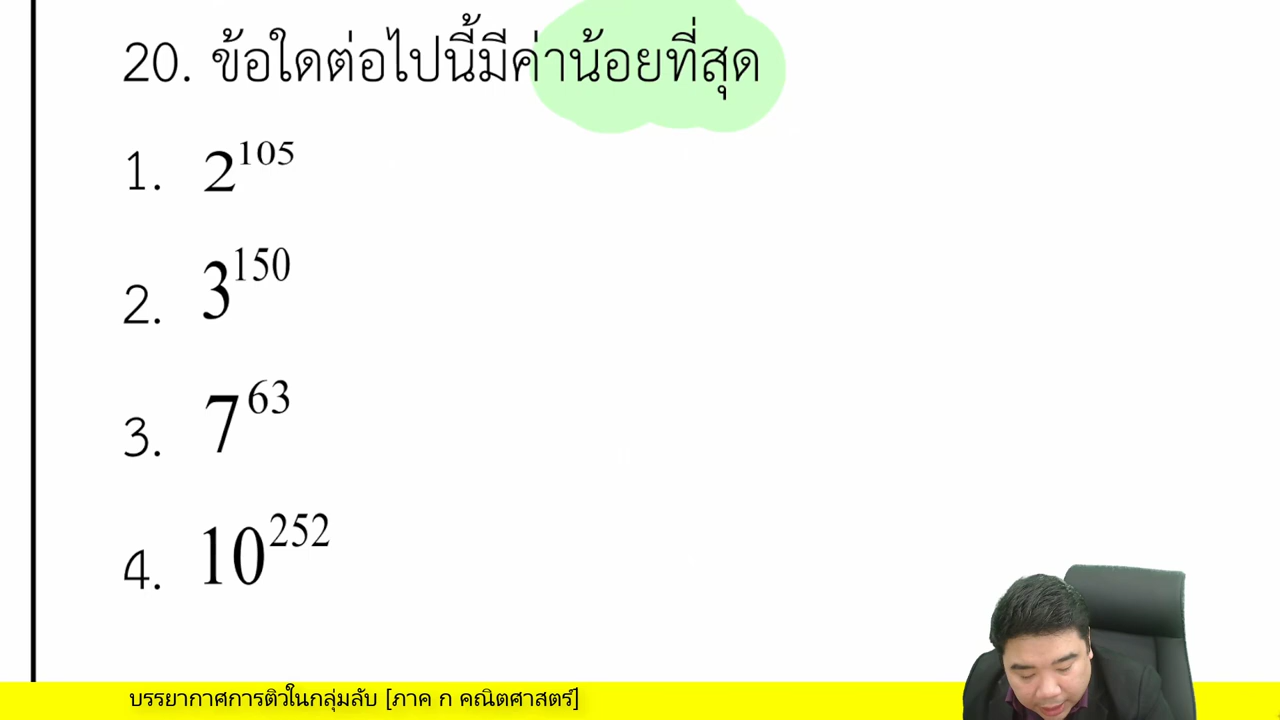 20. ข้อใดต่อไปนี้มีค่าน้อยที่สุด
1. 2^105
2. 3^150
3. 7^63
4. 10^252
บรรยากาศการติวในกลุ่มลับ [ภาค ก คณิตศาสตร์]